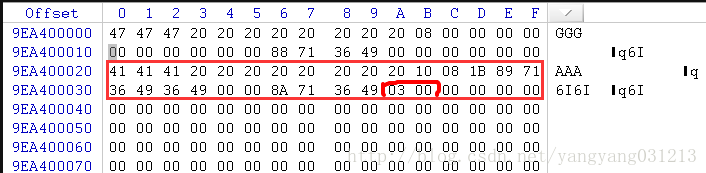 Offset 0 1 2 3 4 5 6 7 8 9 A B C D E F
9EA400000 47 47 47 20 20 20 20 20 20 20 20 08 00 00 00 00 GGG
9EA400010 00 00 00 00 00 00 88 71 36 49 00 00 00 00 00 00 ▌q6I
9EA400020 41 41 41 20 20 20 20 20 20 20 20 10 08 1B 89 71 AAA ▌q
9EA400030 36 49 36 49 00 00 8A 71 36 49 03 00 00 00 00 00 6I6I ▌q6I
9EA400040 00 00 00 00 00 00 00 00 00 00 00 00 00 00 00 00
9EA400050 00 00 00 00 00 00 00 00 00 00 00 00 00 00 00 00
9EA400060 00 00 00 00 00 00 00 00 00 00 00 00 00 00 00 00
9EA400070 00 00 00 00 00 00 00 00 00 00 00 00 00 00 00 00
http://blog.csdn.net/yangyang031213